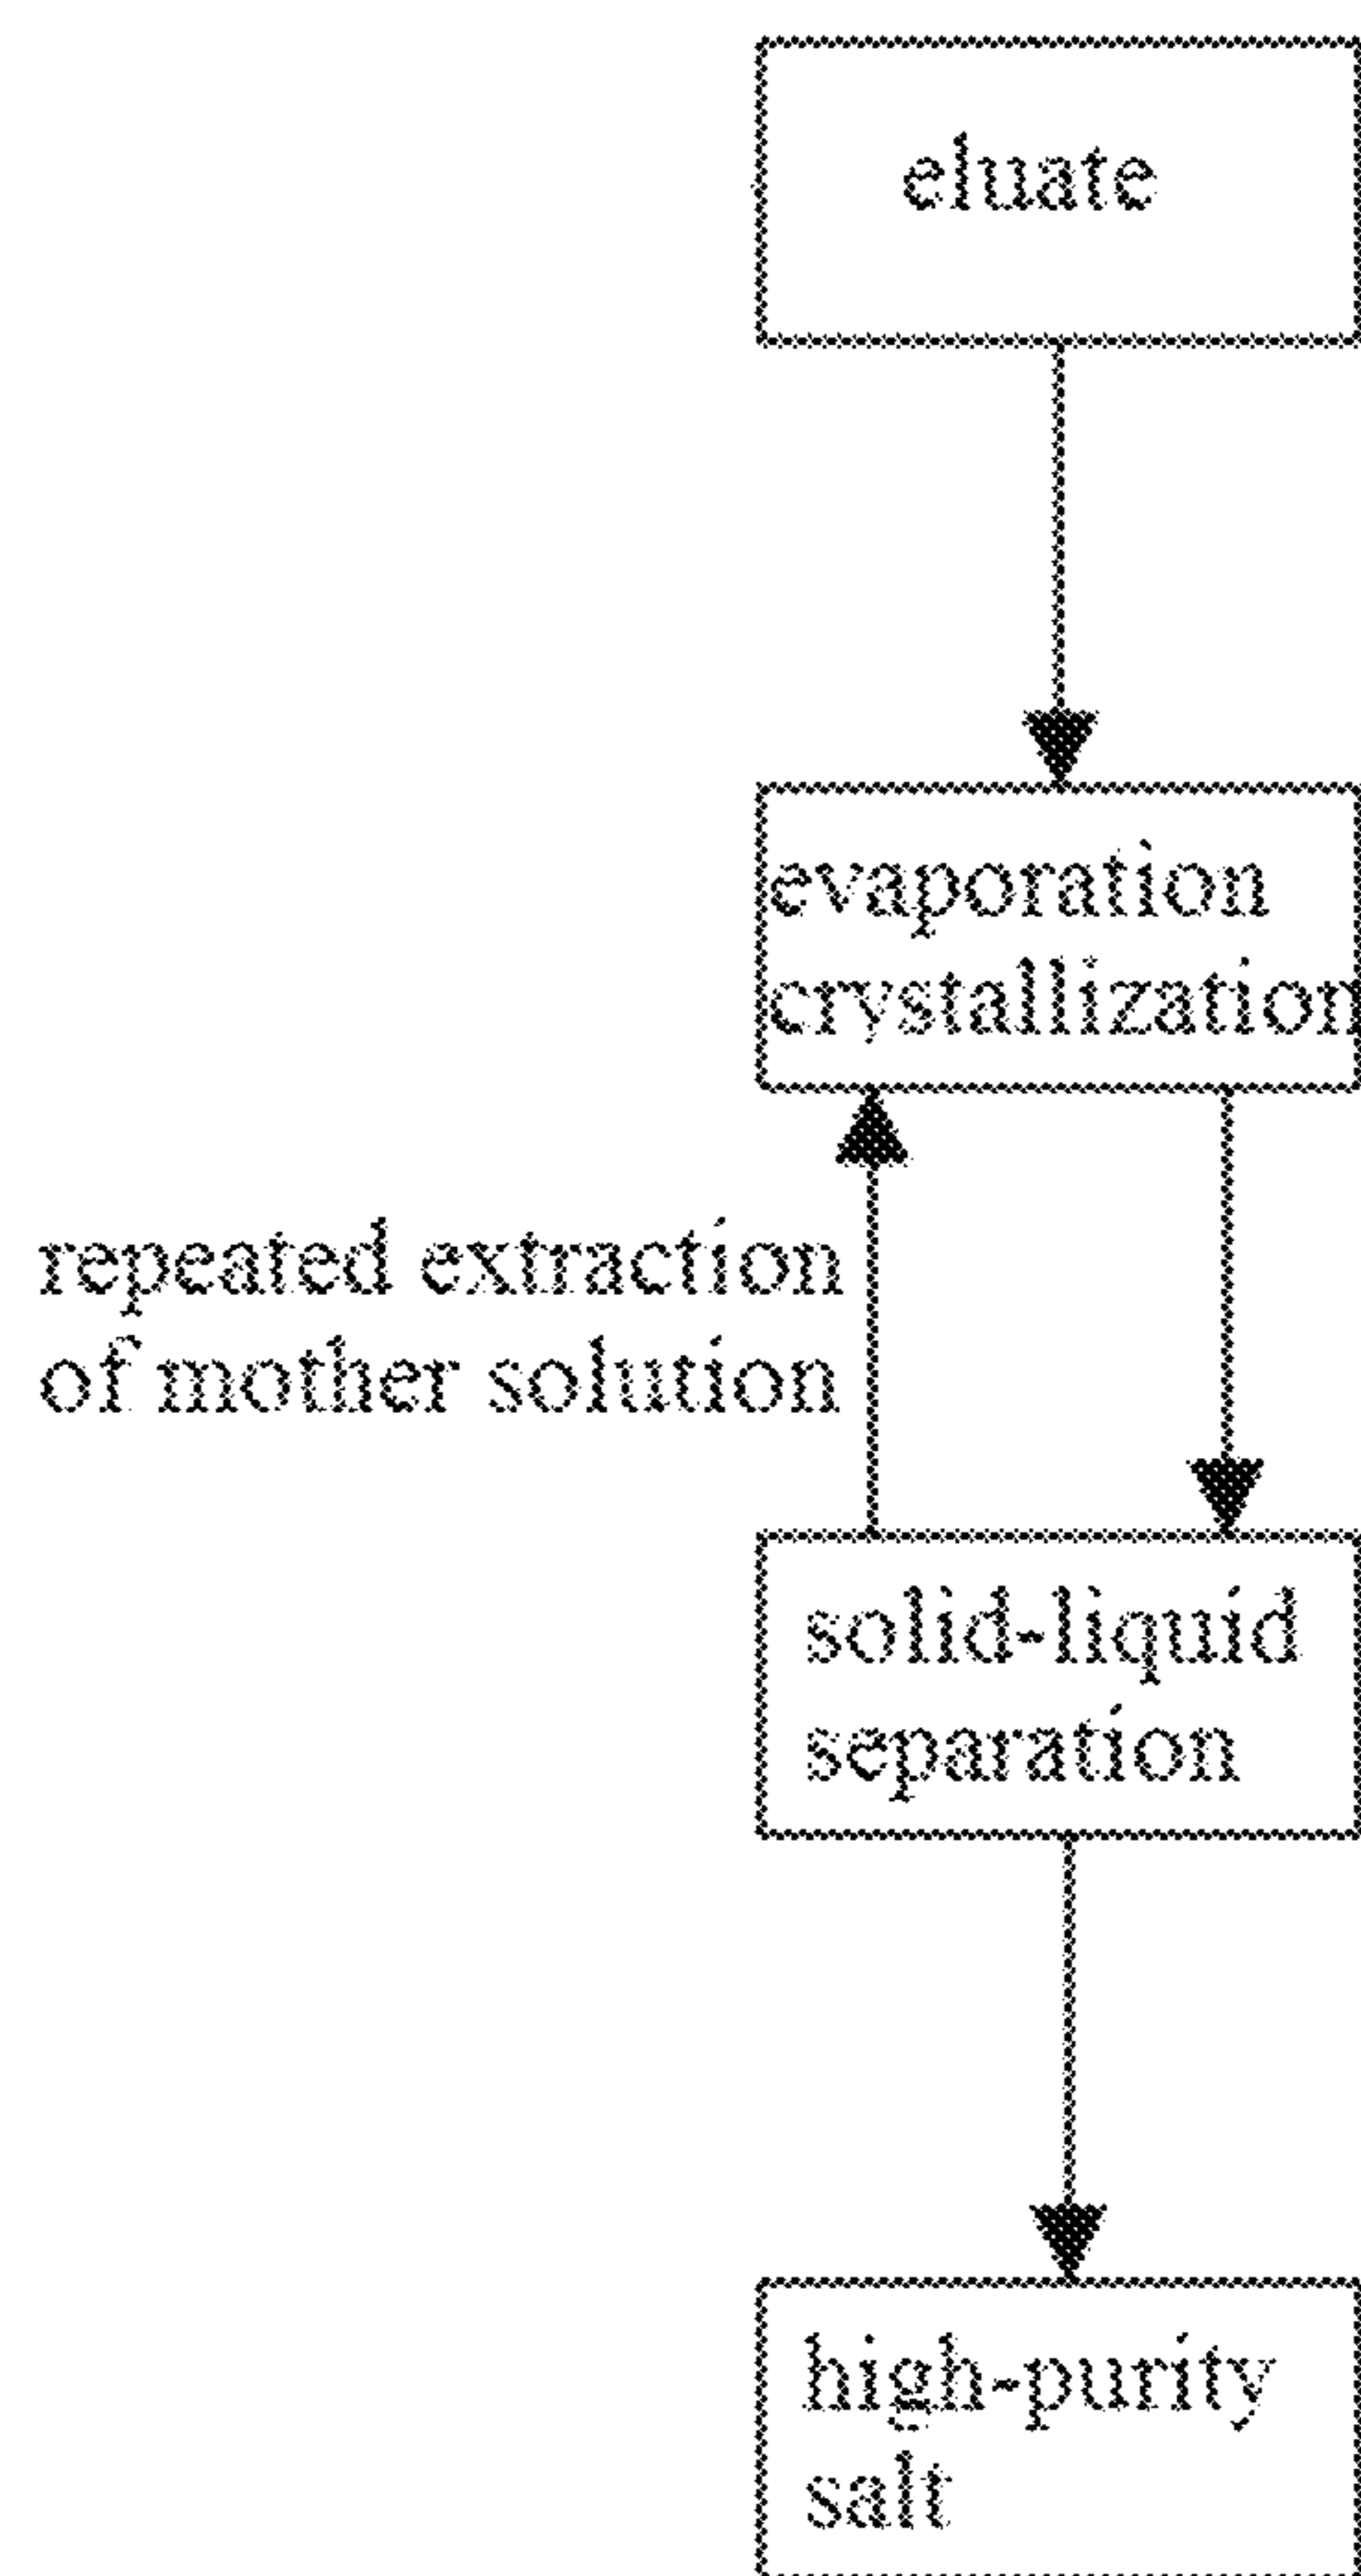 eluate
evaporation
crystallization
repeated extraction
of mother solution
solid-liquid
separation
high-purity
salt